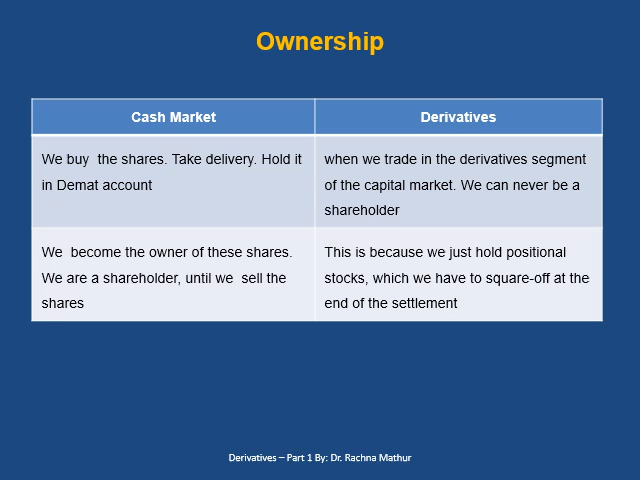 Ownership
Cash Market
Derivatives
We buy  the shares. Take delivery. Hold it
in Demat account
when we trade in the derivatives segment
of the capital market. We can never be a
shareholder
We  become the owner of these shares.
We are a shareholder, until we  sell the
shares
This is because we just hold positional
stocks, which we have to square-off at the
end of the settlement
Derivatives – Part 1 By: Dr. Rachna Mathur